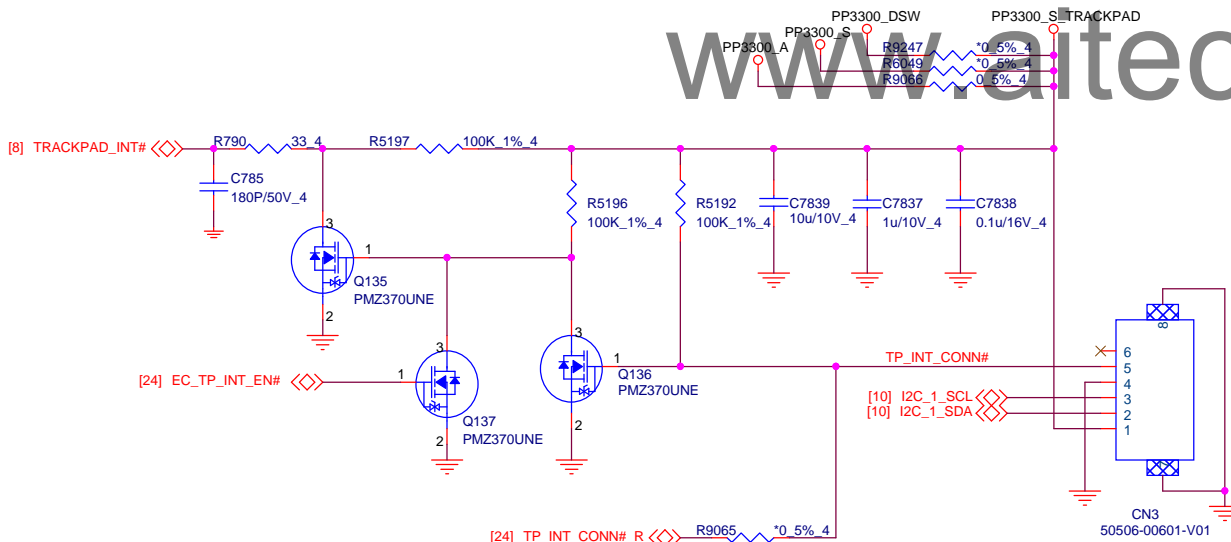 www.aitec
PP3300_DSW
PP3300_S_TRACKPAD
PP3300_S
PP3300_A
R9247 *0_5%_4
R6049 *0_5%_4
R9066 0_5%_4
[8] TRACKPAD_INT#
R790 33_4
R5197 100K_1%_4
C785
180P/50V_4
R5196
100K_1%_4
R5192
100K_1%_4
C7839
10u/10V_4
C7837
1u/10V_4
C7838
0.1u/16V_4
3
1
Q135
PMZ370UNE
2
3
1
Q136
PMZ370UNE
2
[24] EC_TP_INT_EN#
3
1
Q137
PMZ370UNE
2
TP_INT_CONN#
[10] I2C_1_SCL
[10] I2C_1_SDA
8
6
5
4
3
2
1
7
CN3
50506-00601-V01
[24] TP_INT_CONN#_R
R9065 *0_5%_4